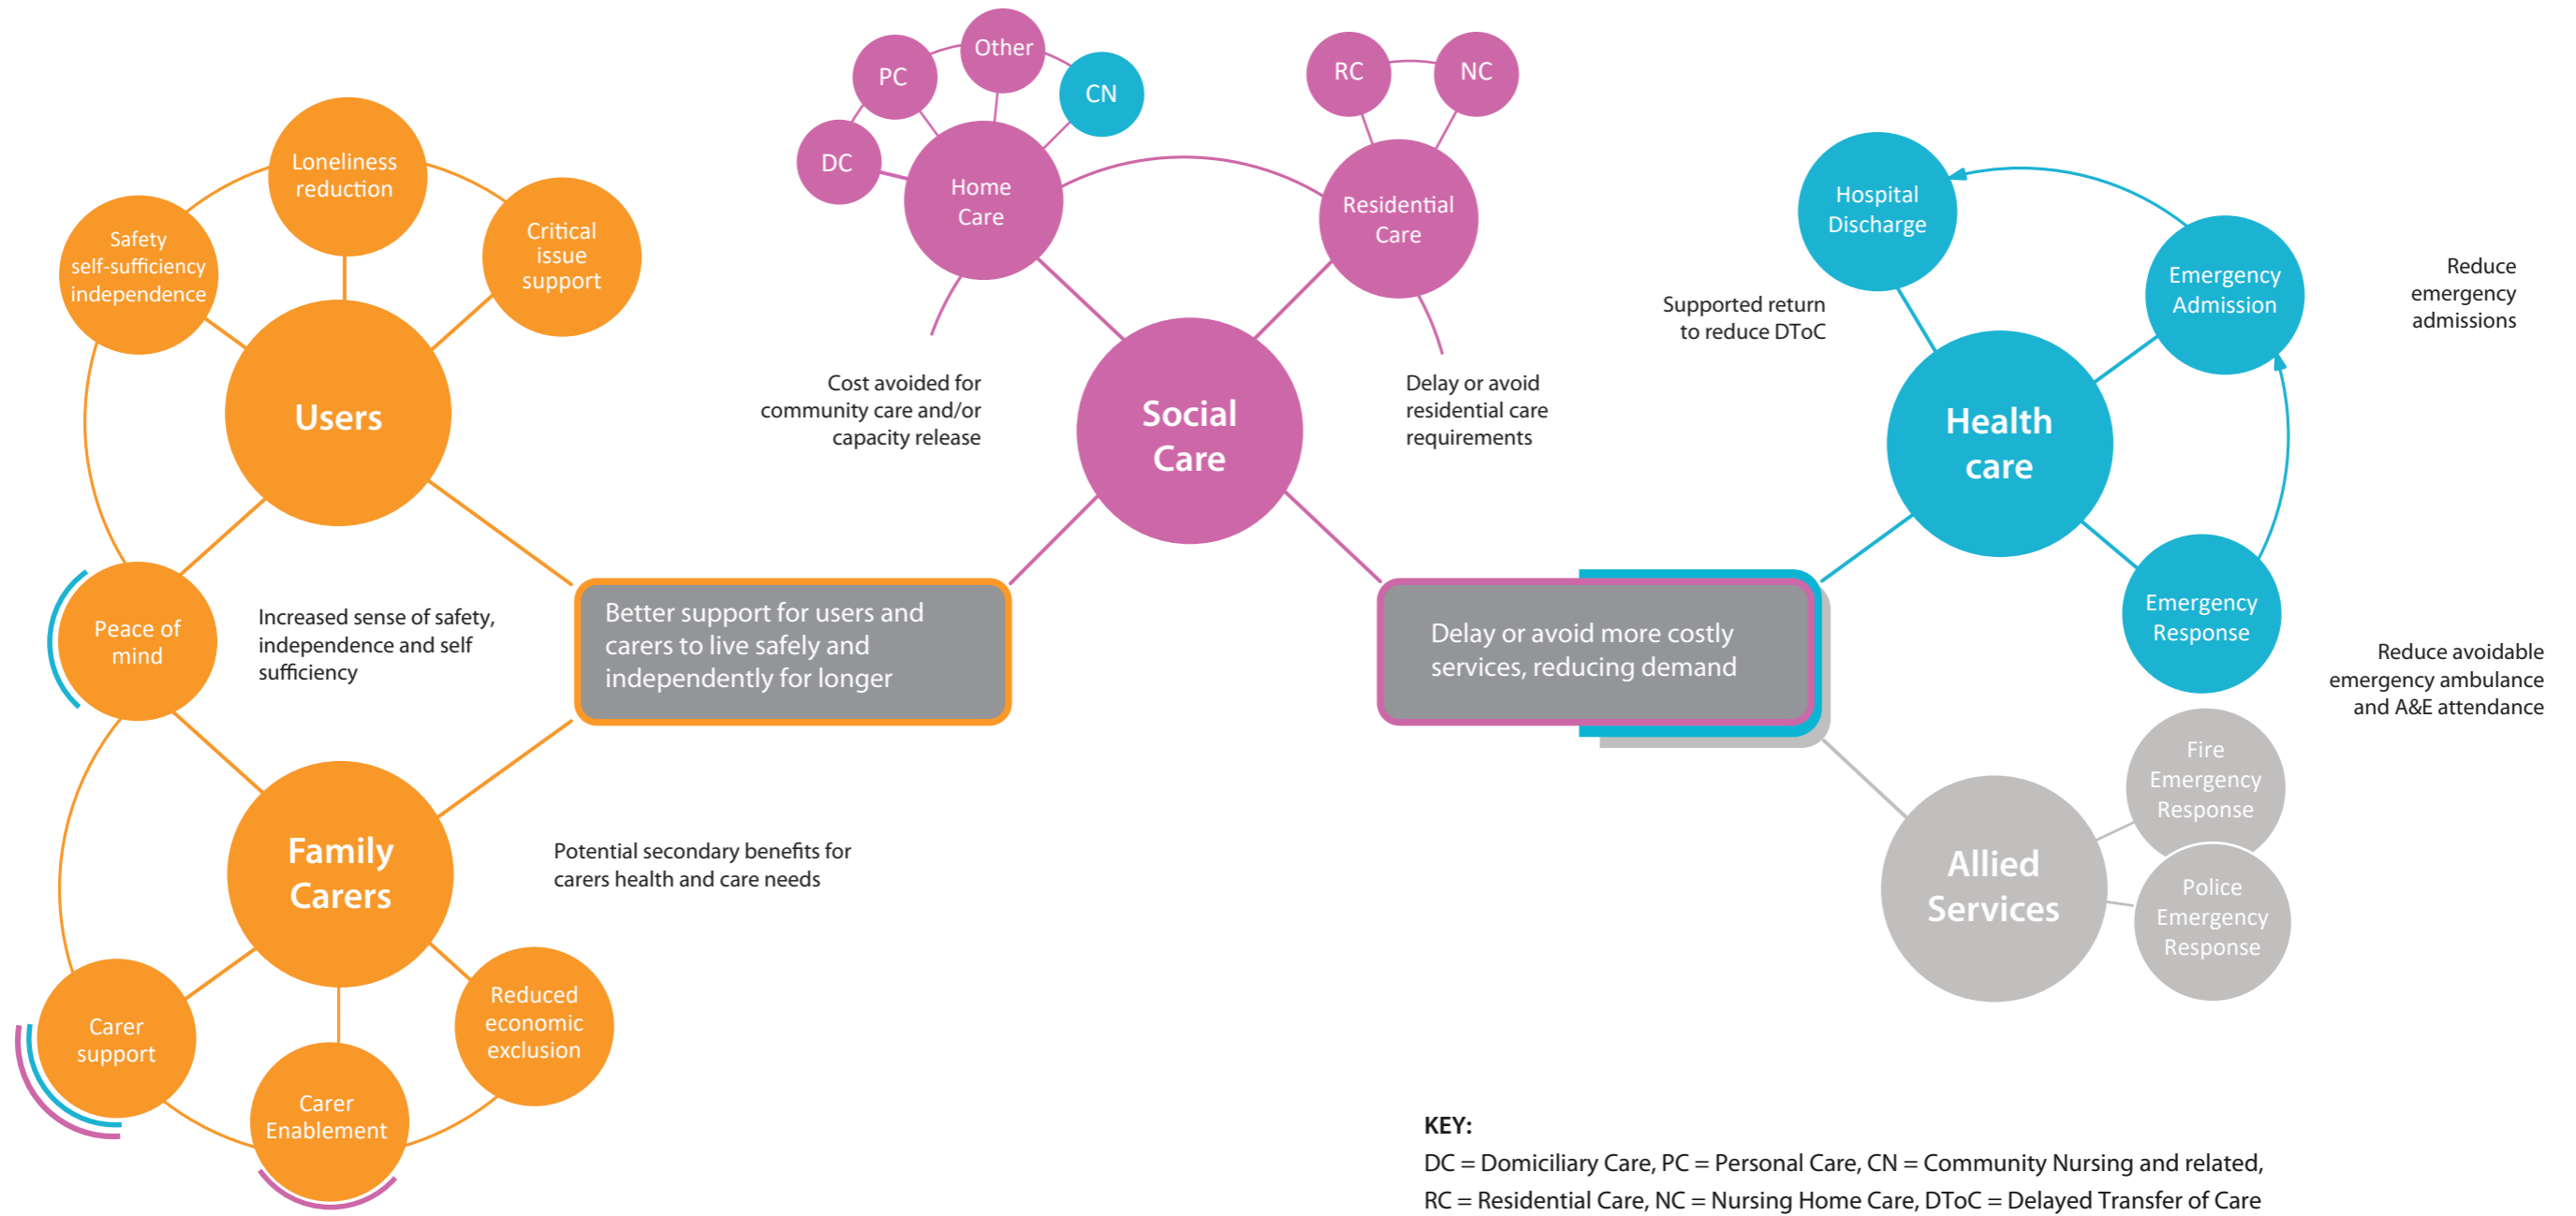 Loneliness
reduction
Safety
self-sufficiency
independence
Critical
issue
support
Users
Peace of
mind
Increased sense of safety,
independence and self
sufficiency
Better support for users and
carers to live safely and
independently for longer
Family
Carers
Potential secondary benefits for
carers health and care needs
Carer
support
Carer
Enablement
Reduced
economic
exclusion
DC
PC
Other
CN
Home
Care
RC
NC
Residential
Care
Cost avoided for
community care and/or
capacity release
Social
Care
Delay or avoid
residential care
requirements
Delay or avoid more costly
services, reducing demand
Hospital
Discharge
Supported return
to reduce DToC
Emergency
Admission
Reduce
emergency
admissions
Health
care
Emergency
Response
Reduce avoidable
emergency ambulance
and A&E attendance
Allied
Services
Fire
Emergency
Response
Police
Emergency
Response
KEY:
DC = Domiciliary Care, PC = Personal Care, CN = Community Nursing and related,
RC = Residential Care, NC = Nursing Home Care, DToC = Delayed Transfer of Care